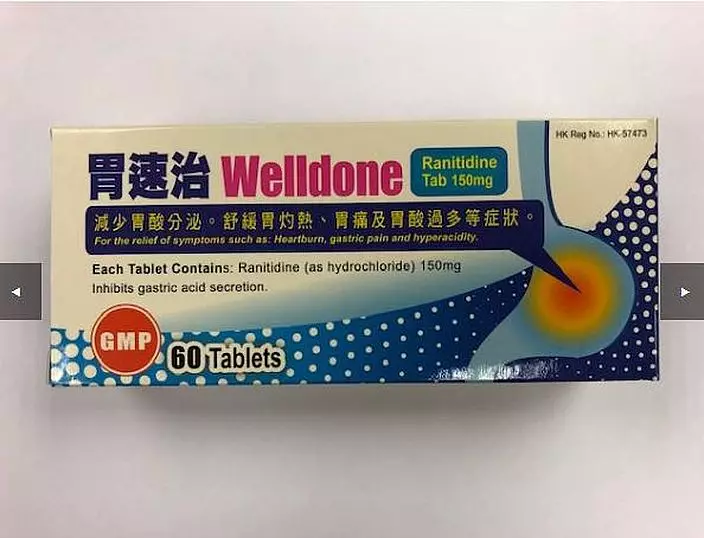 HK Reg No.: HK-57473
胃速治 Welldone
Ranitidine
Tab 150mg
減少胃酸分泌。舒緩胃灼熱、胃痛及胃酸過多等症狀。
For the relief of symptoms such as: Heartburn, gastric pain and hyperacidity.
Each Tablet Contains: Ranitidine (as hydrochloride) 150mg
Inhibits gastric acid secretion.
GMP
60 Tablets